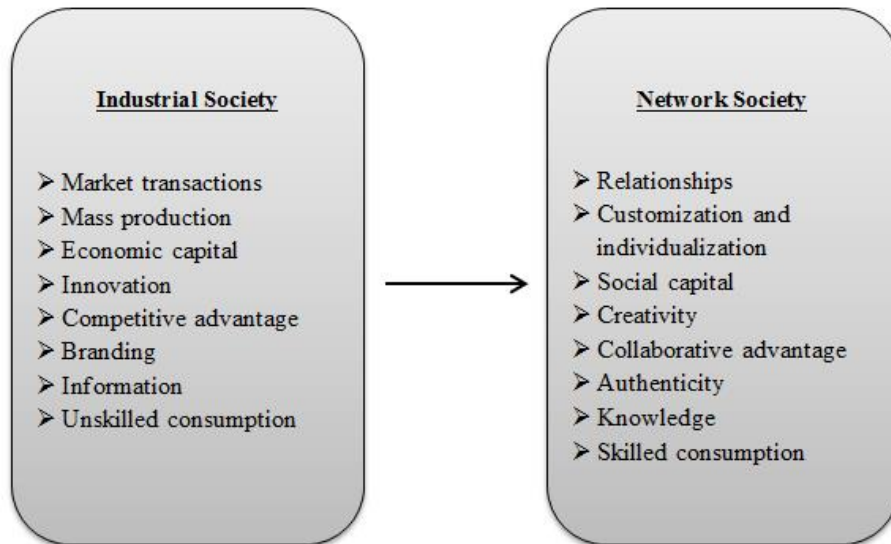 Industrial Society
➢ Market transactions
➢ Mass production
➢ Economic capital
➢ Innovation
➢ Competitive advantage
➢ Branding
➢ Information
➢ Unskilled consumption
Network Society
➢ Relationships
➢ Customization and
individualization
➢ Social capital
➢ Creativity
➢ Collaborative advantage
➢ Authenticity
➢ Knowledge
➢ Skilled consumption